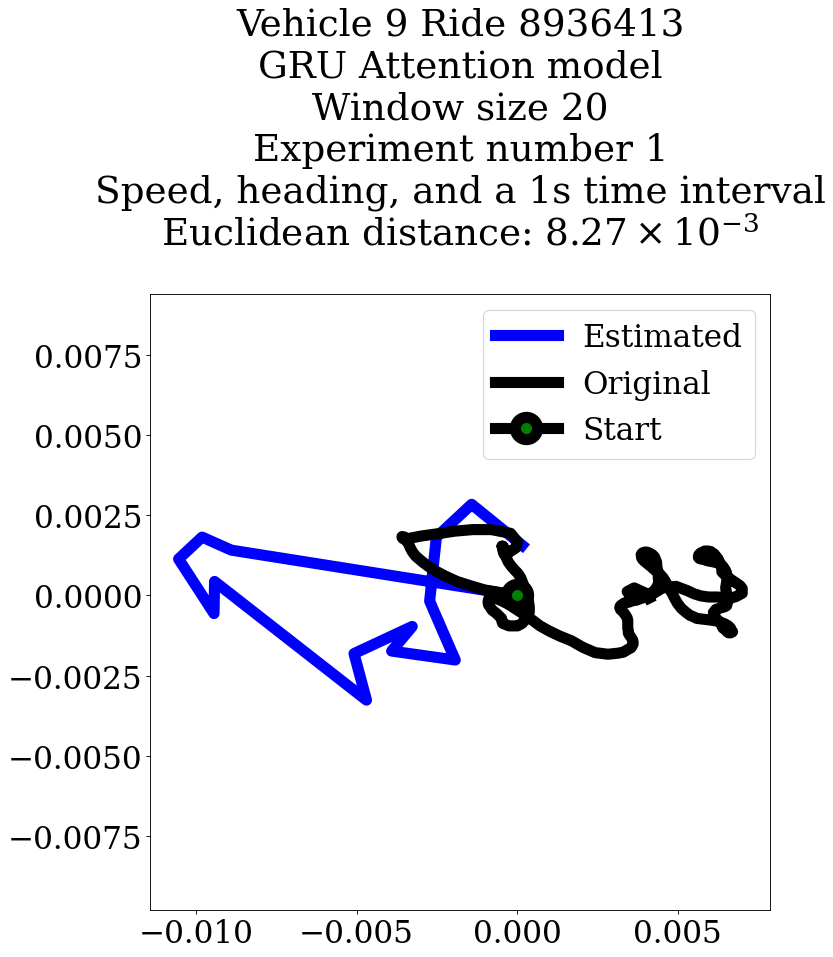 Vehicle 9 Ride 8936413
GRU Attention model
Window size 20
Experiment number 1
Speed, heading, and a 1s time interval
Euclidean distance: 8.27 × 10⁻³
Estimated
Original
Start
0.0075
0.0050
0.0025
0.0000
−0.0025
−0.0050
−0.0075
−0.010
−0.005
0.000
0.005